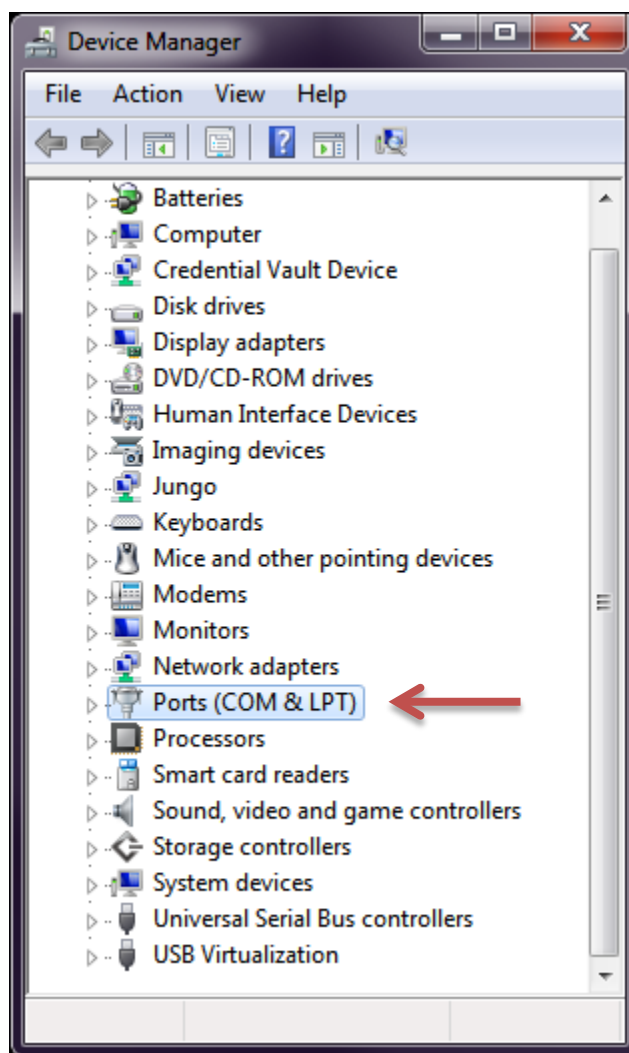 Device Manager
File Action View Help
Batteries
Computer
Credential Vault Device
Disk drives
Display adapters
DVD/CD-ROM drives
Human Interface Devices
Imaging devices
Jungo
Keyboards
Mice and other pointing devices
Modems
Monitors
Network adapters
Ports (COM & LPT)
Processors
Smart card readers
Sound, video and game controllers
Storage controllers
System devices
Universal Serial Bus controllers
USB Virtualization